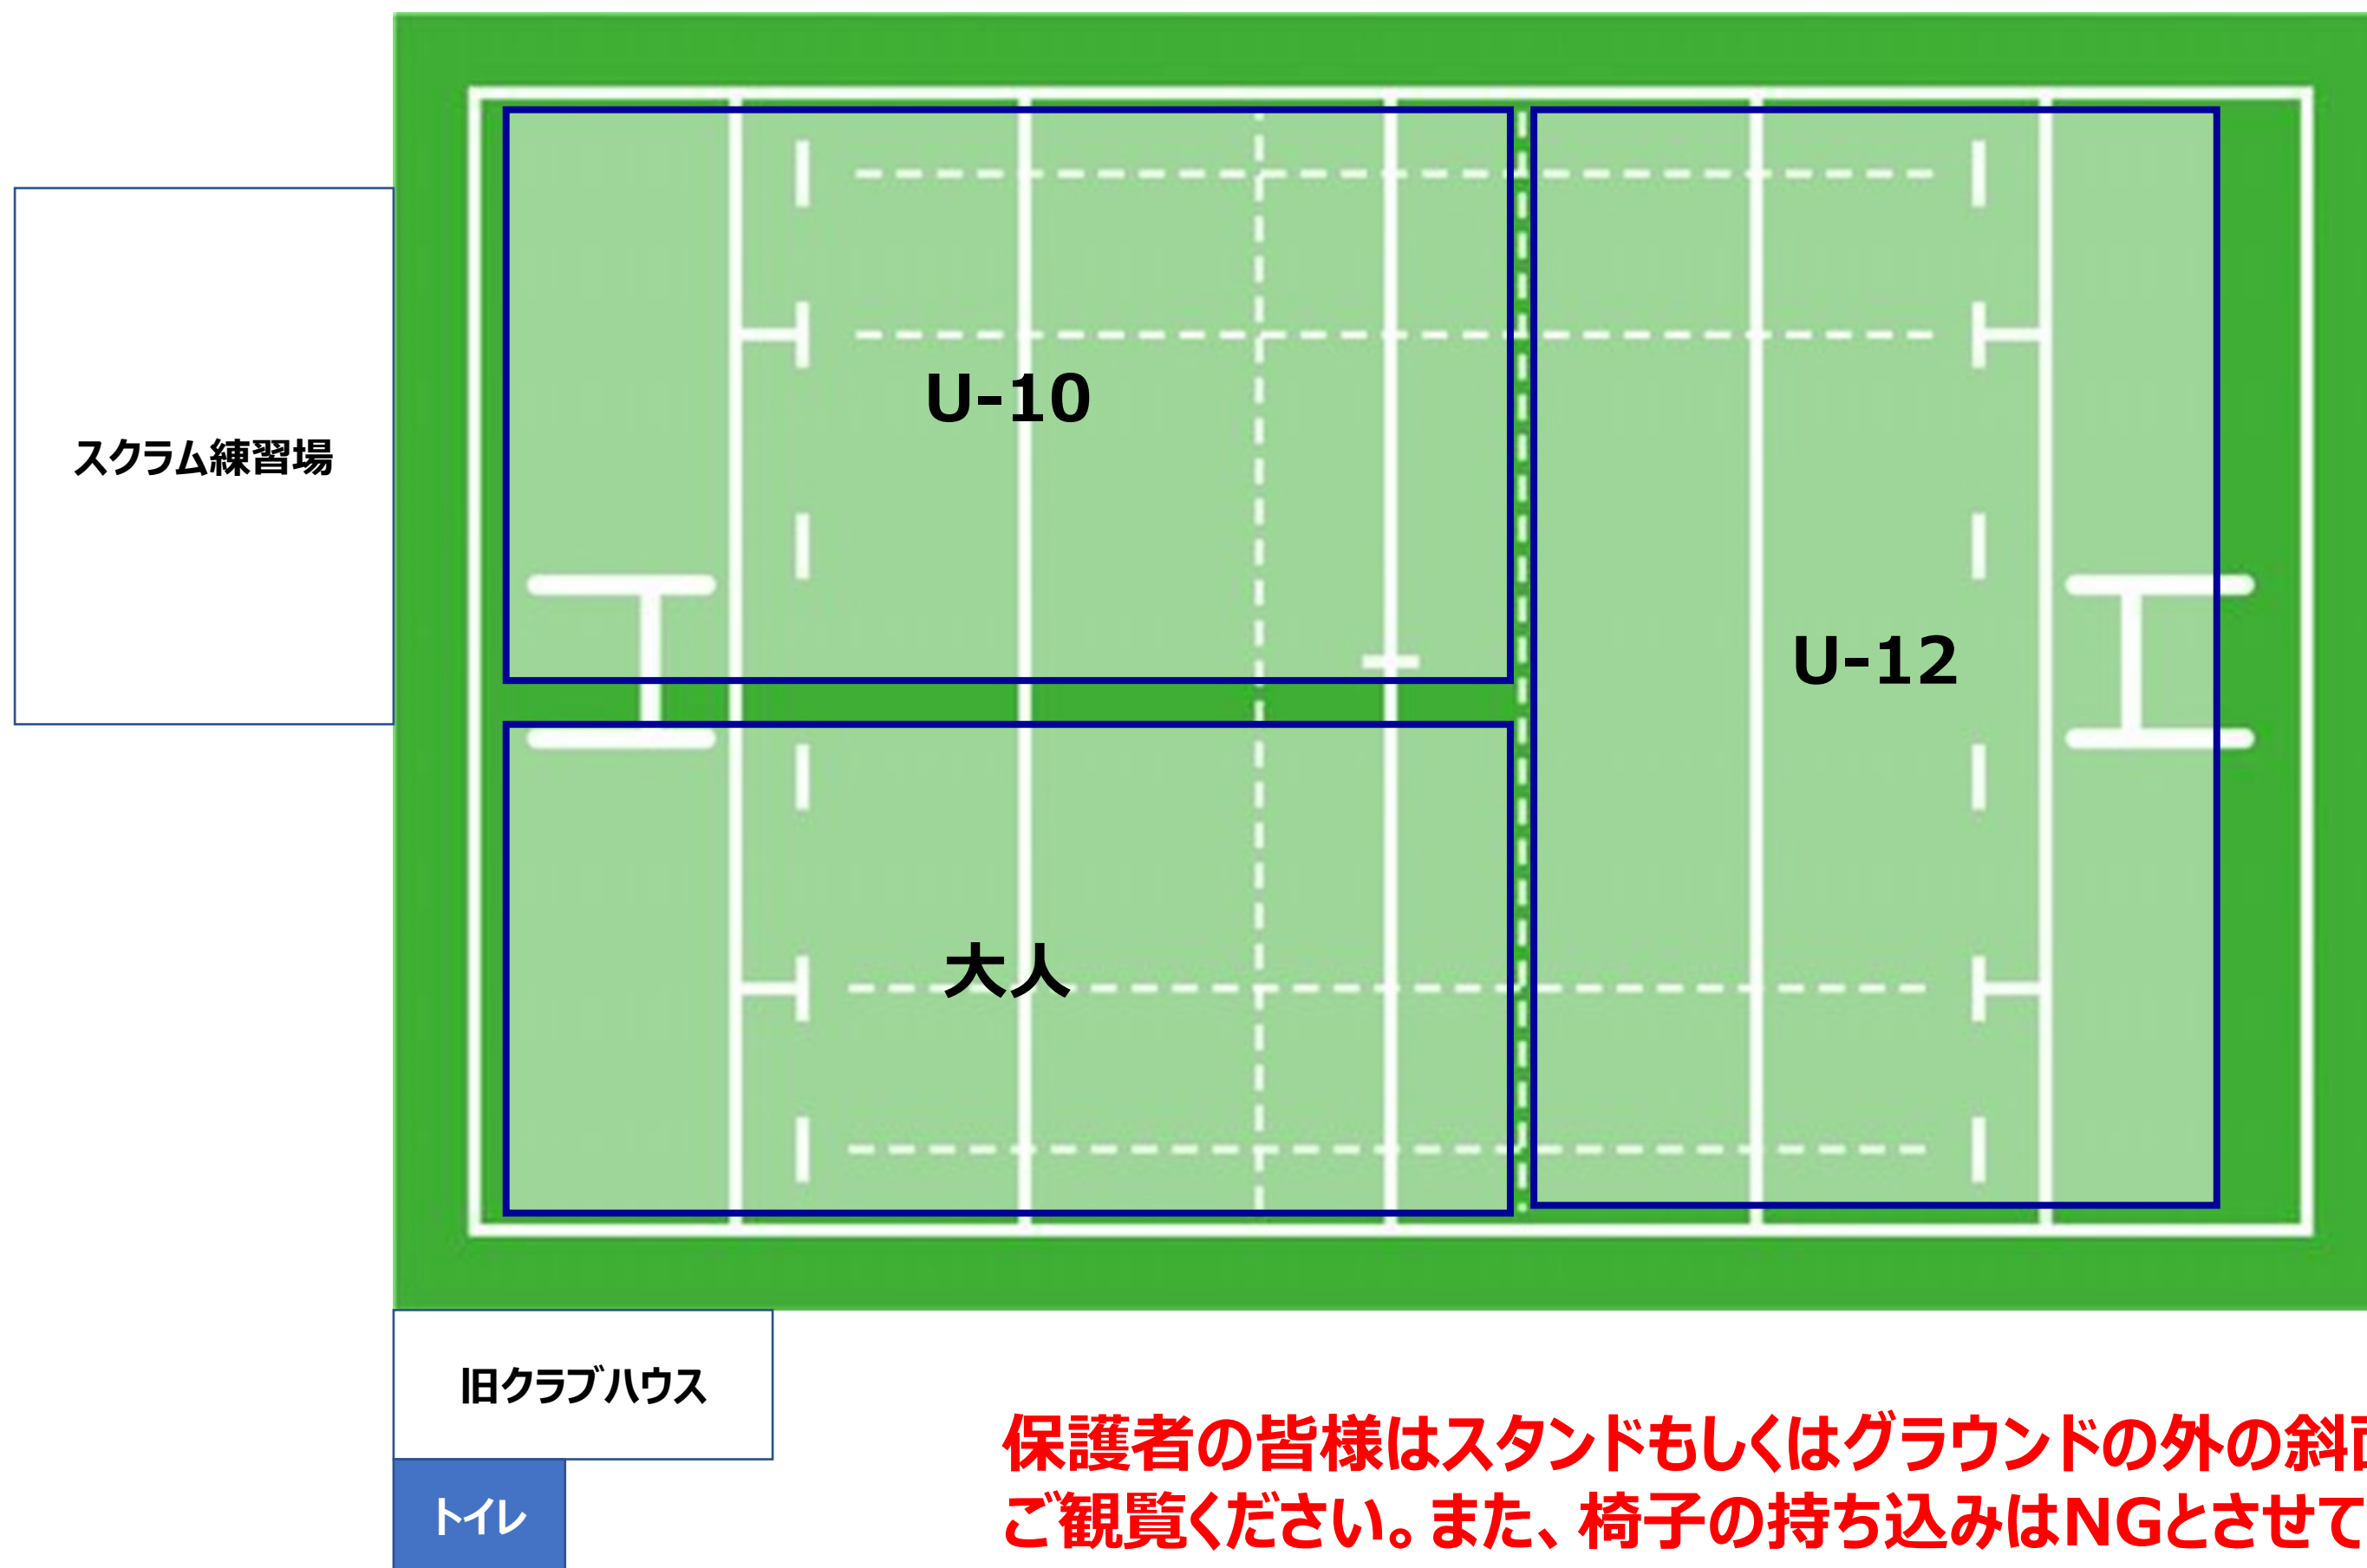 U-10
スクラム練習場
U-12
大人
旧クラブハウス
トイレ
保護者の皆様はスタンドもしくはグラウンドの外の斜
ご観覧ください。また、椅子の持ち込みはNGとさせて